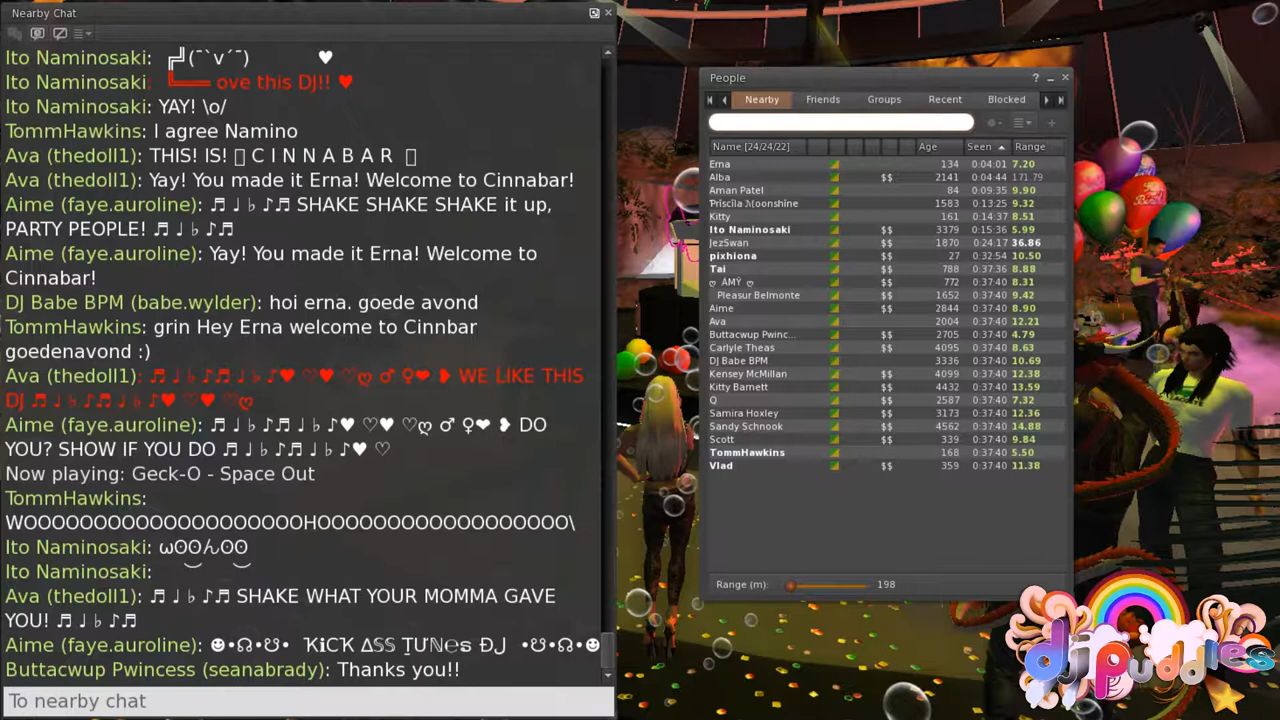 Nearby Chat
Ito Naminosaki: ╔╝(¯`v´¯) ♥
Ito Naminosaki: ╚═══ ove this DJ!! ♥
Ito Naminosaki: YAY! \o/
TommHawkins: I agree Namino
Ava (thedoll1): THIS! IS! C I N N A B A R
Ava (thedoll1): Yay! You made it Erna! Welcome to Cinnabar!
Aime (faye.auroline): ♬ ♩ ♭ ♪♬ SHAKE SHAKE SHAKE it up,
PARTY PEOPLE! ♬ ♩ ♭ ♪♬
Aime (faye.auroline): Yay! You made it Erna! Welcome to
Cinnabar!
DJ Babe BPM (babe.wylder): hoi erna. goede avond
TommHawkins: grin Hey Erna welcome to Cinnbar
goedenavond :)
Ava (thedoll1): ♬ ♩ ♭ ♪♬ ♩ ♭ ♪♥ ♡♥ ♡ღ ♂ ♀❤ ❥ WE LIKE THIS
DJ ♬ ♩ ♭ ♪♬ ♩ ♭ ♪♥ ♡♥ ♡ღ
Aime (faye.auroline): ♬ ♩ ♭ ♪♬ ♩ ♭ ♪♥ ♡♥ ♡ღ ♂ ♀❤ ❥ DO
YOU? SHOW IF YOU DO ♬ ♩ ♭ ♪♬ ♩ ♭ ♪♥ ♡
Now playing: Geck-O - Space Out
TommHawkins:
WOOOOOOOOOOOOOOOOOOOOHOOOOOOOOOOOOOOOOOO\
Ito Naminosaki: ωʘʘんʘʘ
Ito Naminosaki: ‿ ‿
Ava (thedoll1): ♬ ♩ ♭ ♪♬ SHAKE WHAT YOUR MOMMA GAVE
YOU! ♬ ♩ ♭ ♪♬
Aime (faye.auroline): ☻•☊•☋• ҠiCҠ ΔSS ṮƯN℮s ÐJ •☋•☊•☻
Buttacwup Pwincess (seanabrady): Thanks you!!
To nearby chat
People
Nearby Friends Groups Recent Blocked
Name [24/24/22] Age Seen Range
Erna 134 0:04:01 7.20
Alba $$ 2141 0:04:44 171.79
Aman Patel 84 0:09:35 9.90
Príscíla ℳoonshíne 1583 0:13:25 9.32
Kitty 161 0:14:37 8.51
Ito Naminosaki $$ 3379 0:15:36 5.99
JezSwan $$ 1870 0:24:17 36.86
pixhiona 27 0:32:54 10.50
Tai $$ 788 0:37:36 8.88
ღ ÁMÝ ღ $$ 772 0:37:40 8.31
Pleasur Belmonte $$ 1652 0:37:40 9.42
Aime $$ 2844 0:37:40 8.90
Ava 2004 0:37:40 12.21
Buttacwup Pwinc... $$ 2705 0:37:40 4.79
Carlyle Theas $$ 4095 0:37:40 8.63
DJ Babe BPM 3336 0:37:40 10.69
Kensey McMillan $$ 4099 0:37:40 12.38
Kitty Barnett $$ 4432 0:37:40 13.59
Q $$ 2587 0:37:40 7.32
Samira Hoxley $$ 3173 0:37:40 12.36
Sandy Schnook $$ 4562 0:37:40 14.88
Scott $$ 339 0:37:40 9.84
TommHawkins 168 0:37:40 5.50
Vlad $$ 359 0:37:40 11.38
Range (m): 198
dj Puddles